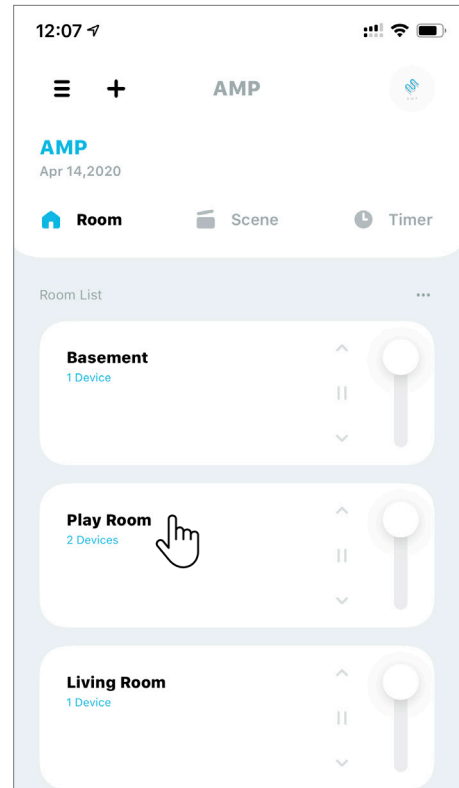 12:07
AMP
AMP
Apr 14,2020
Room Scene Timer
Room List
Basement
1 Device
Play Room
2 Devices
Living Room
1 Device